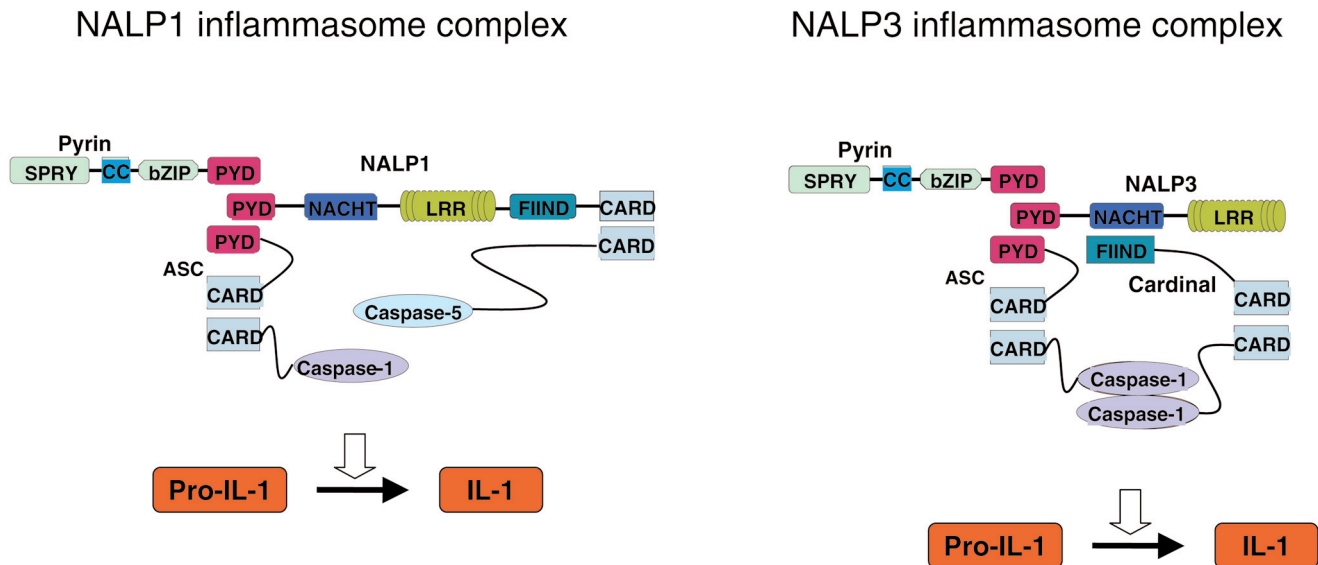 NALP1 inflammasome complex
Pyrin
SPRY CC bZIP PYD
NALP1
PYD NACHT LRR FIIND CARD
PYD CARD
ASC
CARD
Caspase-5
CARD
Caspase-1
Pro-IL-1 IL-1
NALP3 inflammasome complex
Pyrin
SPRY CC bZIP PYD
NALP3
PYD NACHT LRR
PYD FIIND
ASC Cardinal
CARD CARD
CARD CARD
Caspase-1
Caspase-1
Pro-IL-1 IL-1